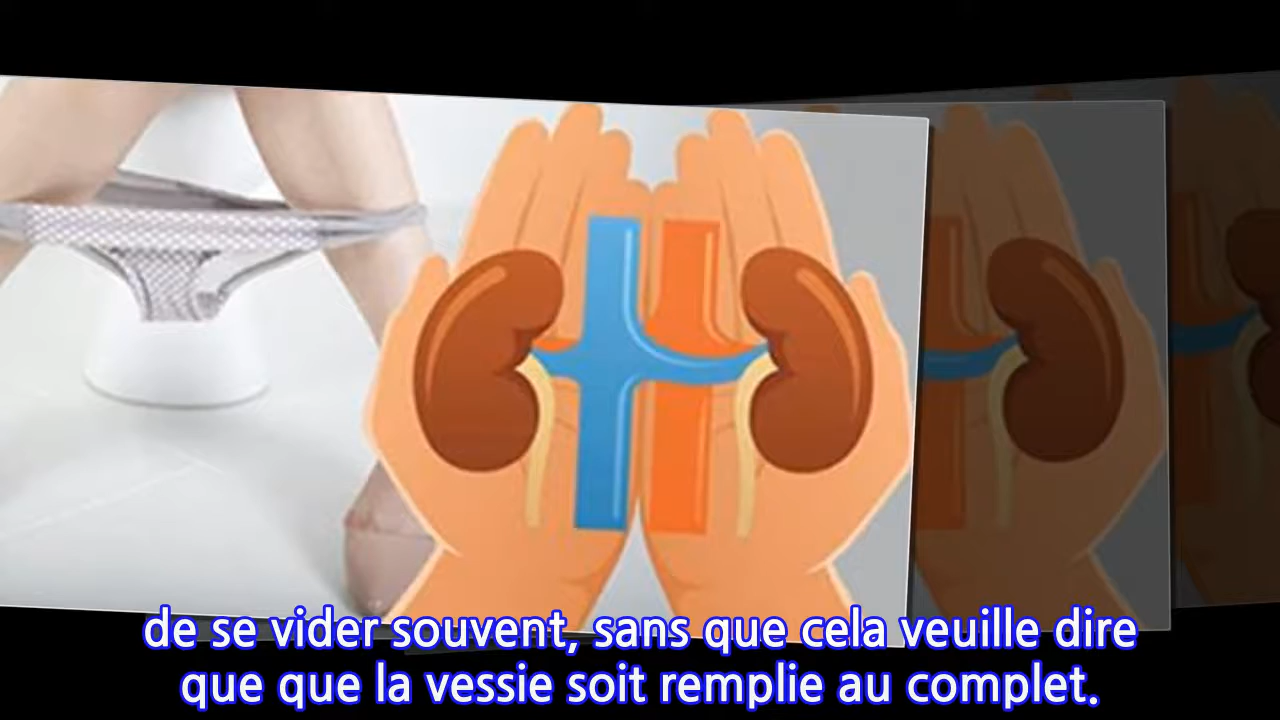 de se vider souvent, sans que cela veuille dire
que que la vessie soit remplie au complet.